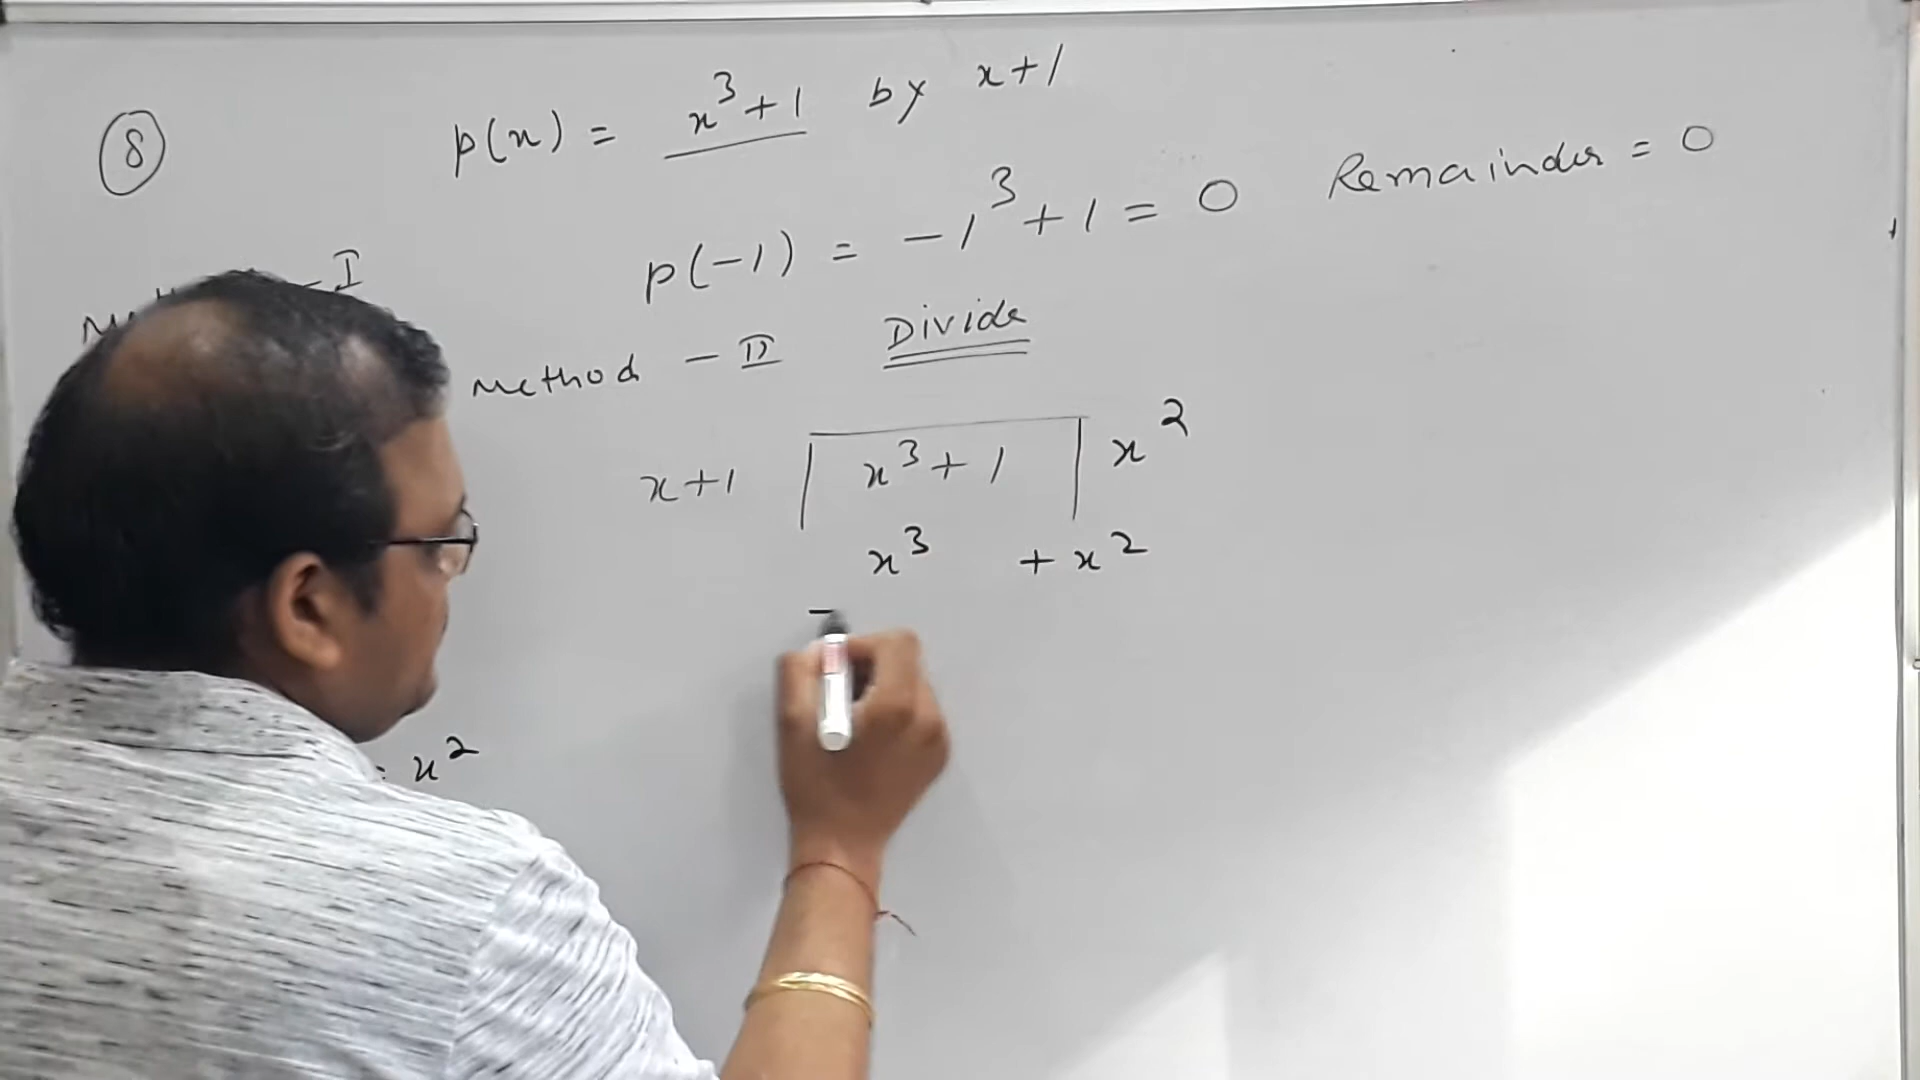 ⑧ p(x) = x³+1 by x+1
p(-1) = -1³+1 = 0 Remainder = 0
- I
Method - II Divide
x+1 x³+1 x²
x³ + x²
-
x²